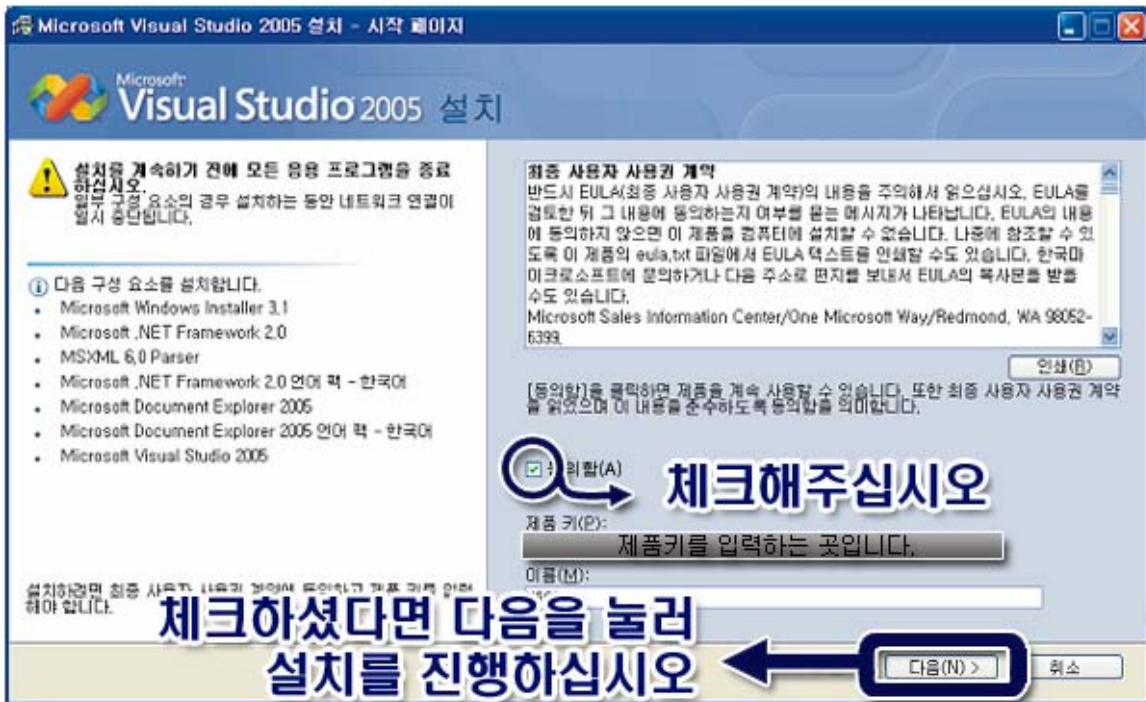 Microsoft Visual Studio 2005 설치 - 시작 페이지
Microsoft
Visual Studio 2005 설치
설치를 계속하기 전에 모든 응용 프로그램을 종료
하십시오.
일부 구성 요소의 경우 설치하는 동안 네트워크 연결이
일시 중단됩니다.
다음 구성 요소를 설치합니다.
Microsoft Windows Installer 3.1
Microsoft .NET Framework 2.0
MSXML 6.0 Parser
Microsoft .NET Framework 2.0 언어 팩 - 한국어
Microsoft Document Explorer 2005
Microsoft Document Explorer 2005 언어 팩 - 한국어
Microsoft Visual Studio 2005
설치하려면 최종 사용자 사용권 계약에 동의하고 제품 키를 입력
해야 합니다.
최종 사용자 사용권 계약
반드시 EULA(최종 사용자 사용권 계약)의 내용을 주의해서 읽으십시오. EULA를
검토한 뒤 그 내용에 동의하는지 여부를 묻는 메시지가 나타납니다. EULA의 내용
에 동의하지 않으면 이 제품을 컴퓨터에 설치할 수 없습니다. 나중에 참조할 수 있
도록 이 제품의 eula.txt 파일에서 EULA 텍스트를 인쇄할 수도 있습니다. 한국마
이크로소프트에 문의하거나 다음 주소로 편지를 보내서 EULA의 복사본을 받을
수도 있습니다.
Microsoft Sales Information Center/One Microsoft Way/Redmond, WA 98052-
6399.
인쇄(R)
[동의함]을 클릭하면 제품을 계속 사용할 수 있습니다. 또한 최종 사용자 사용권 계약
을 읽었으며 이 내용을 준수하도록 동의함을 의미합니다.
동의함(A)
체크해주십시오
제품 키(P):
제품키를 입력하는 곳입니다.
이름(M):
체크하셨다면 다음을 눌러
설치를 진행하십시오
다음(N) >
취소